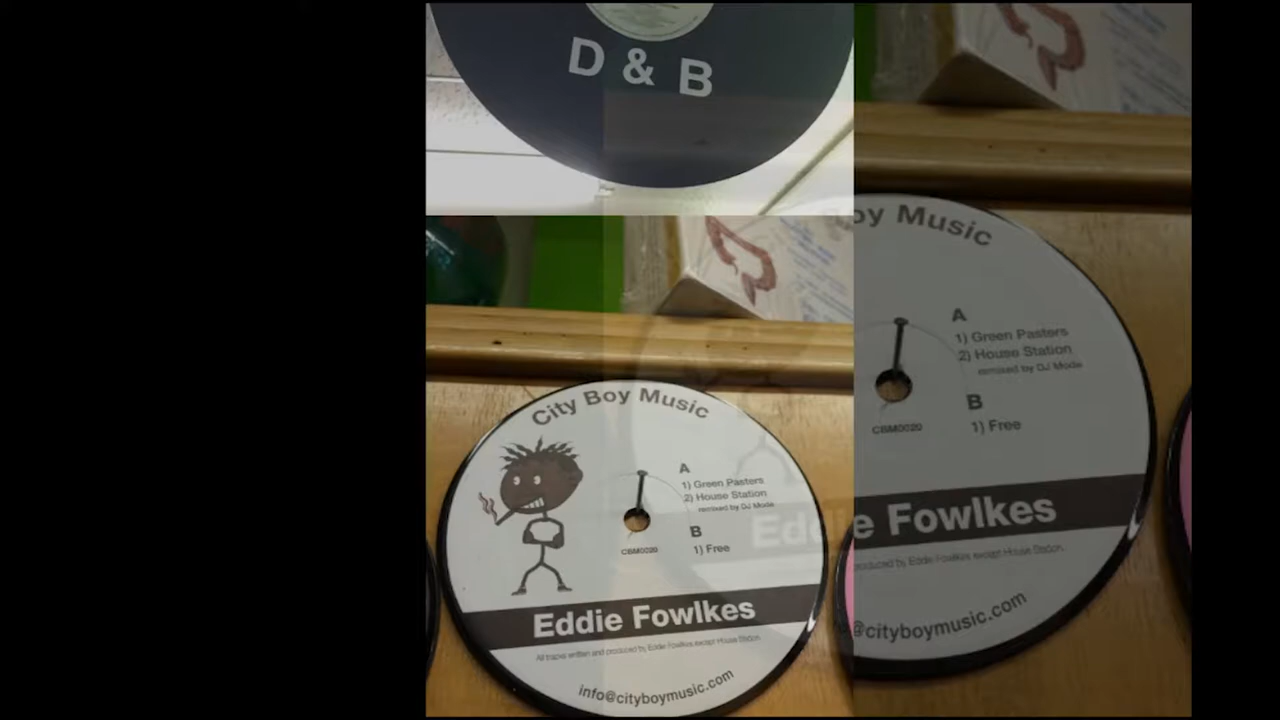 D & B
City Boy Music
A
1) Green Pasters
2) House Station
remixed by DJ Mode
B
1) Free
CBM0020
Eddie Fowlkes
All tracks written and produced by Eddie Fowlkes except House Station.
info@cityboymusic.com
oy Music
A
1) Green Pasters
2) House Station
remixed by DJ Mode
B
1) Free
CBM0020
e Fowlkes
produced by Eddie Fowlkes except House Station.
@cityboymusic.com
Edd